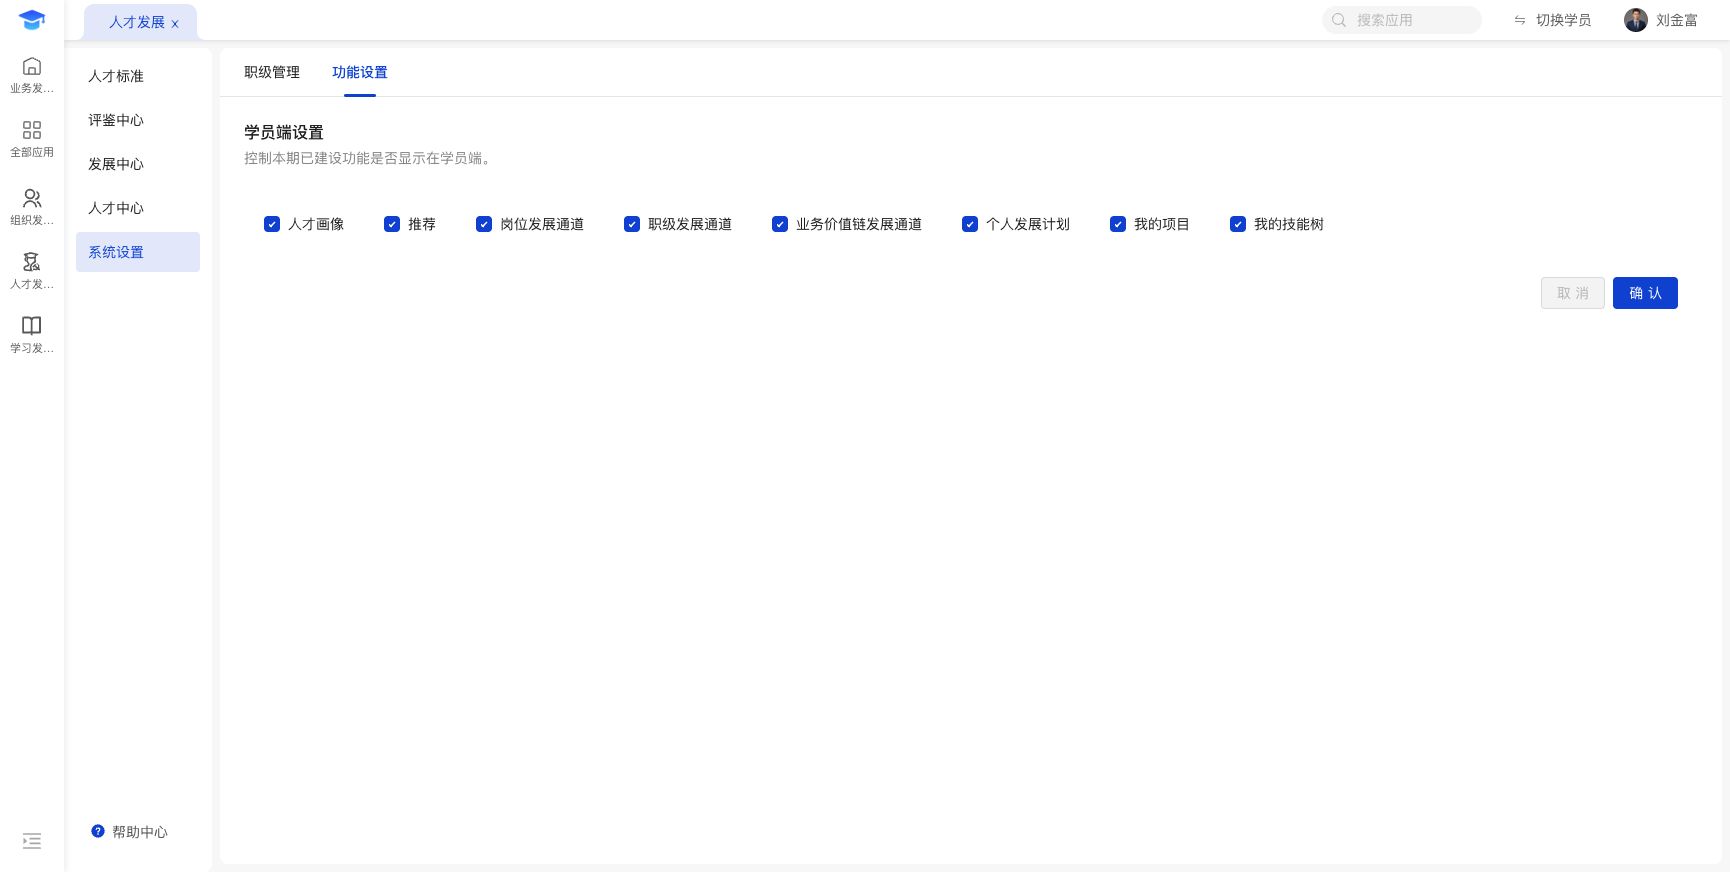 人才发展 x
搜索应用
切换学员
刘金富
业务发...
全部应用
组织发...
人才发...
学习发...
人才标准
评鉴中心
发展中心
人才中心
系统设置
帮助中心
职级管理 功能设置
学员端设置
控制本期已建设功能是否显示在学员端。
人才画像 推荐 岗位发展通道 职级发展通道 业务价值链发展通道 个人发展计划 我的项目 我的技能树
取 消 确 认